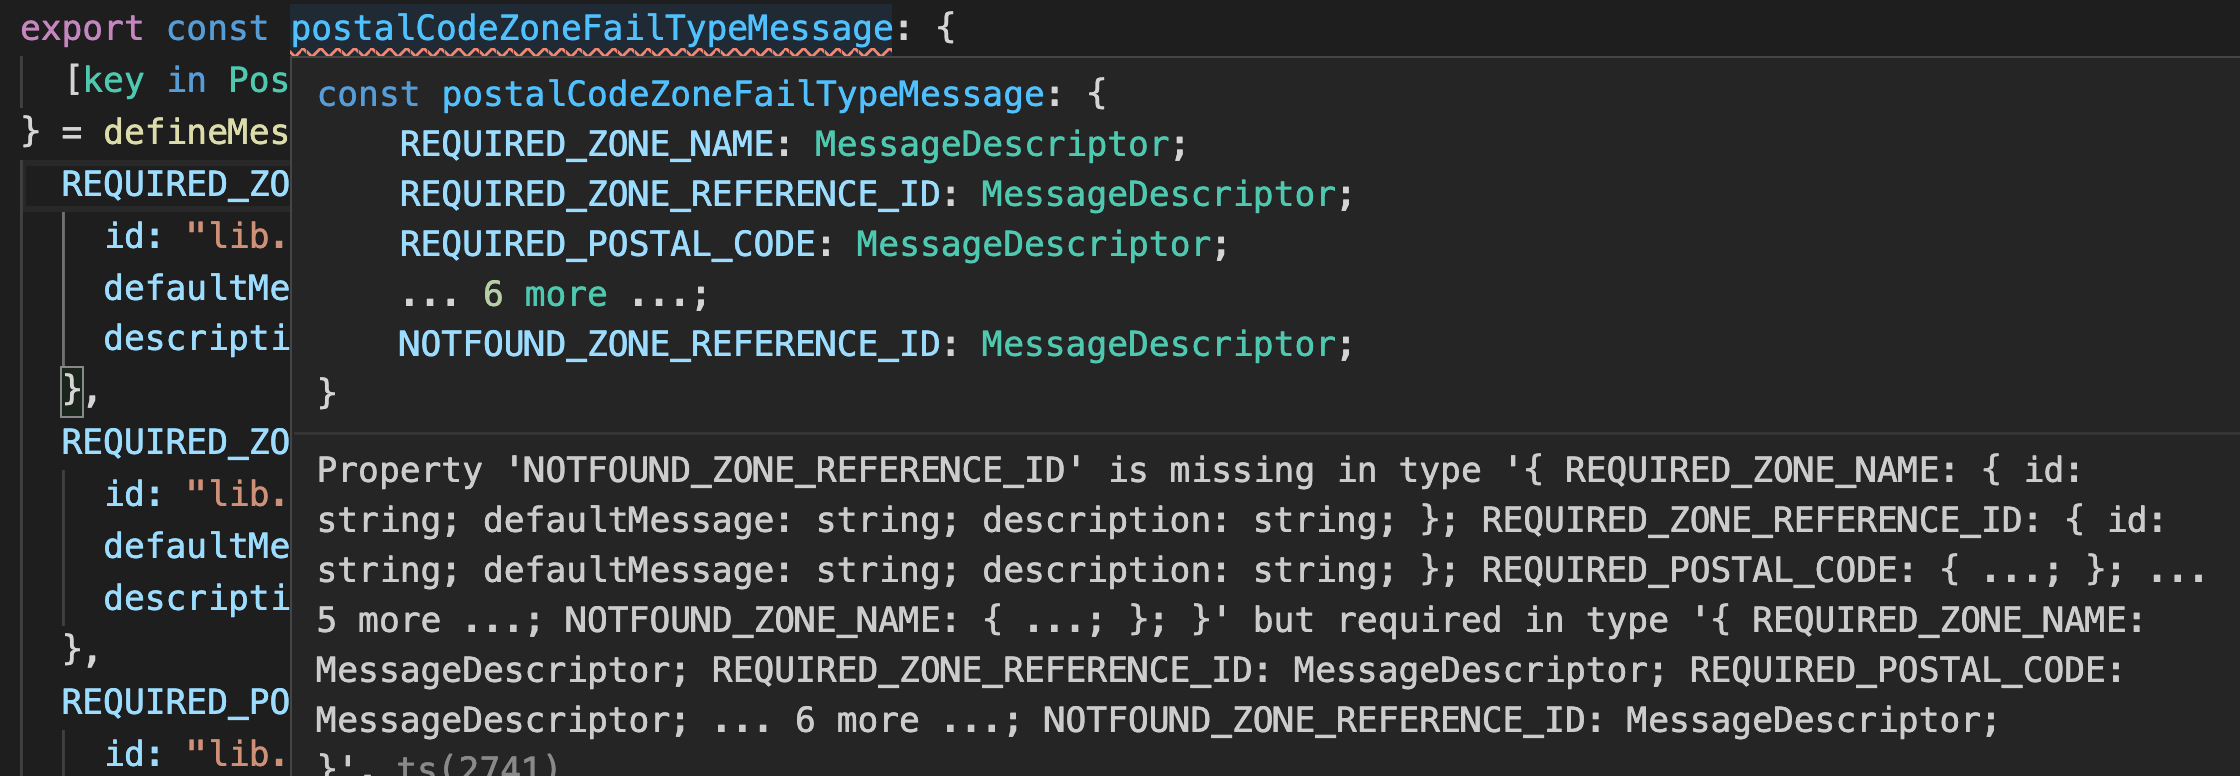 export const postalCodeZoneFailTypeMessage: {
[key in Pos
} = defineMes
REQUIRED_ZO
id: "lib.
defaultMe
descripti
},
REQUIRED_ZO
id: "lib.
defaultMe
descripti
},
REQUIRED_PO
id: "lib.
const postalCodeZoneFailTypeMessage: {
REQUIRED_ZONE_NAME: MessageDescriptor;
REQUIRED_ZONE_REFERENCE_ID: MessageDescriptor;
REQUIRED_POSTAL_CODE: MessageDescriptor;
... 6 more ...;
NOTFOUND_ZONE_REFERENCE_ID: MessageDescriptor;
}
Property 'NOTFOUND_ZONE_REFERENCE_ID' is missing in type '{ REQUIRED_ZONE_NAME: { id:
string; defaultMessage: string; description: string; }; REQUIRED_ZONE_REFERENCE_ID: { id:
string; defaultMessage: string; description: string; }; REQUIRED_POSTAL_CODE: { ...; }; ...
5 more ...; NOTFOUND_ZONE_NAME: { ...; }; }' but required in type '{ REQUIRED_ZONE_NAME:
MessageDescriptor; REQUIRED_ZONE_REFERENCE_ID: MessageDescriptor; REQUIRED_POSTAL_CODE:
MessageDescriptor; ... 6 more ...; NOTFOUND_ZONE_REFERENCE_ID: MessageDescriptor;
}'. ts(2741)